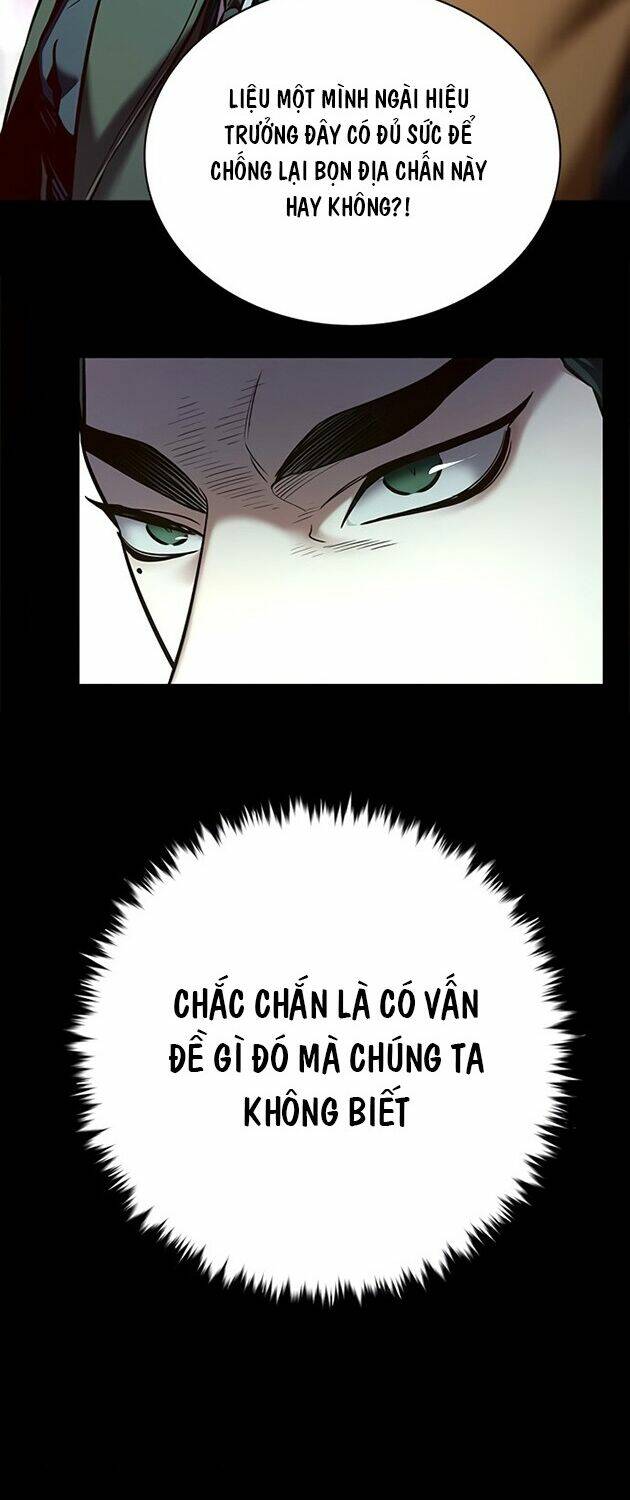 LIỆU MỘT MÌNH NGÀI HIỆU
TRƯỞNG ĐÂY CÓ ĐỦ SỨC ĐỂ
CHỐNG LẠI BỌN ĐỊA CHẤN NÀY
HAY KHÔNG?!
CHẮC CHẮN LÀ CÓ VẤN
ĐỀ GÌ ĐÓ MÀ CHÚNG TA
KHÔNG BIẾT